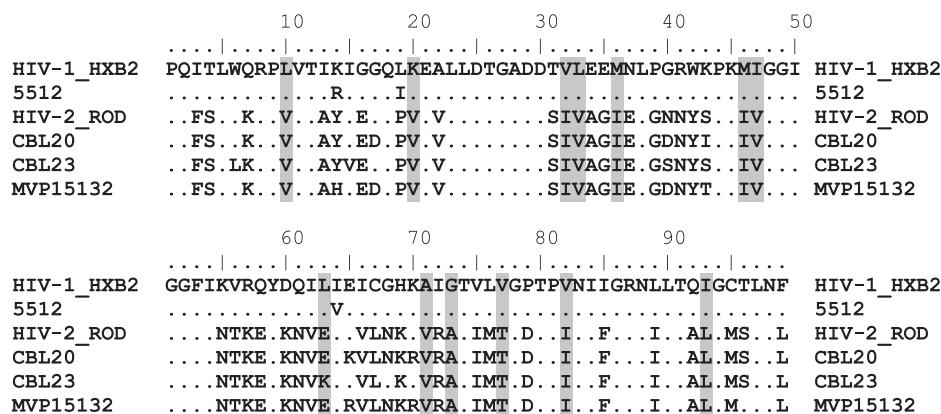 10 20 30 40 50
....|....|....|....|....|....|....|....|....|....|
HIV-1_HXB2 PQITLWQRPLVTIKIGGQLKEALLDTGADDTVLEEMNLPGRWKPKMIGGI HIV-1_HXB2
5512 .............R....I............................... 5512
HIV-2_ROD ..FS..K..V..AY.E..PV.V........SIVAGIE.GNNYS..IV... HIV-2_ROD
CBL20 ..FS..K..V..AY.ED.PV.V........SIVAGIE.GDNYI..IV... CBL20
CBL23 ..FS.LK..V..AYVE..PV.V........SIVAGIE.GSNYS..IV... CBL23
MVP15132 ..FS..K..V..AH.ED.PV.V........SIVAGIE.GDNYT..IV... MVP15132
60 70 80 90
....|....|....|....|....|....|....|....|....|....
HIV-1_HXB2 GGFIKVRQYDQILIEICGHKAIGTVLVGPTPVNIIGRNLLTQIGCTLNF HIV-1_HXB2
5512 .............V................................... 5512
HIV-2_ROD ....NTKE.KNVE..VLNK.VRA.IMT.D..I..F...I..AL.MS..L HIV-2_ROD
CBL20 ....NTKE.KNVE.KVLNKRVRA.IMT.D..I..F...I..AL.MS..L CBL20
CBL23 ....NTKE.KNVK..VL.K.VRA.IMT.D..I..F...I..AL.MS..L CBL23
MVP15132 ....NTKE.KNVE.RVLNKRVRA.IMT.D..I..F...I..AL.MS..L MVP15132